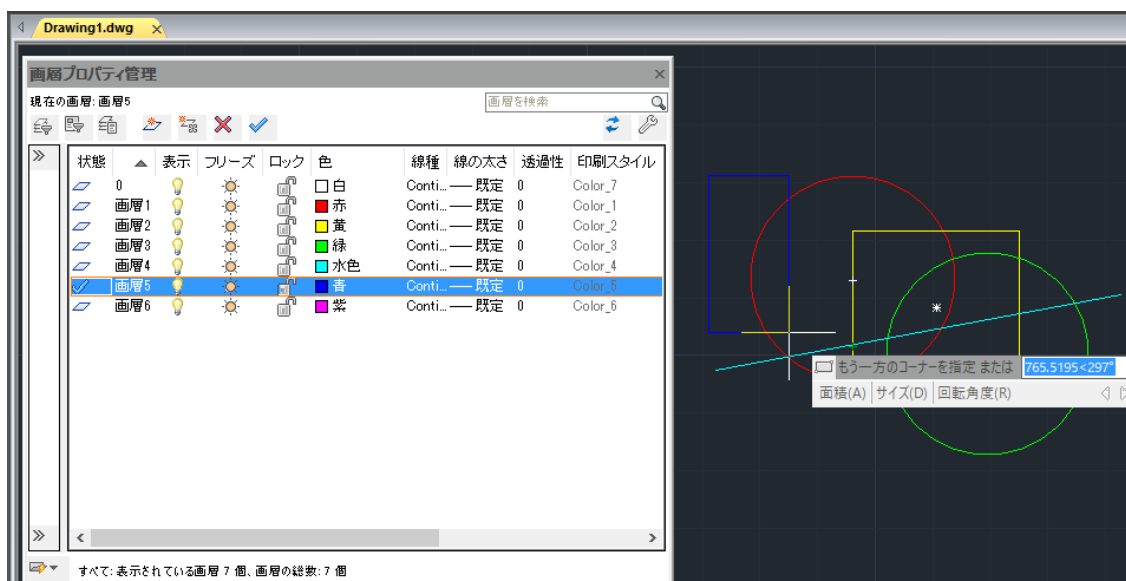 Drawing1.dwg
画層プロパティ管理
現在の画層: 画層5
画層を検索
状態 表示 フリーズ ロック 色 線種 線の太さ 透過性 印刷スタイル
0 白 Conti... 既定 0 Color_7
画層1 赤 Conti... 既定 0 Color_1
画層2 黄 Conti... 既定 0 Color_2
画層3 緑 Conti... 既定 0 Color_3
画層4 水色 Conti... 既定 0 Color_4
画層5 青 Conti... 既定 0 Color_5
画層6 紫 Conti... 既定 0 Color_6
もう一方のコーナーを指定 または 765.5195<297°
面積(A) サイズ(D) 回転角度(R)
すべて: 表示されている画層 7 個、画層の総数: 7 個